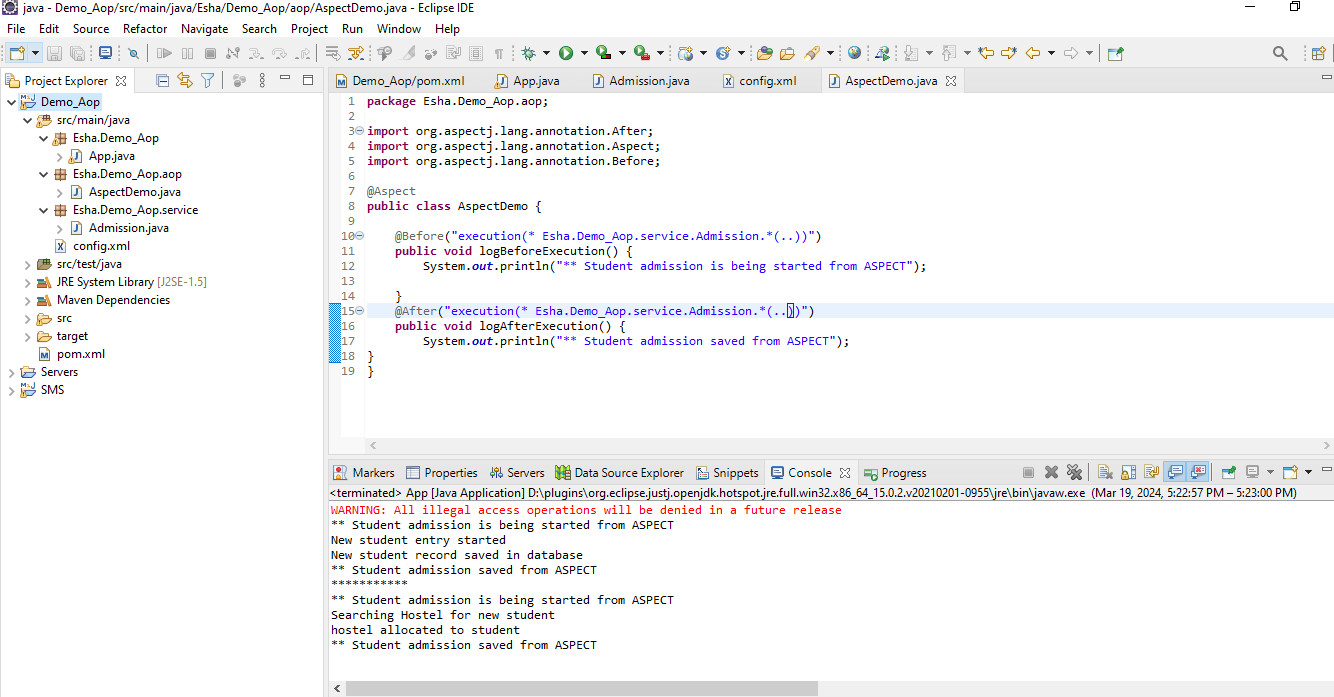 java - Demo_Aop/src/main/java/Esha/Demo_Aop/aop/AspectDemo.java - Eclipse IDE
File Edit Source Refactor Navigate Search Project Run Window Help
Project Explorer
Demo_Aop
src/main/java
Esha.Demo_Aop
App.java
Esha.Demo_Aop.aop
AspectDemo.java
Esha.Demo_Aop.service
Admission.java
config.xml
src/test/java
JRE System Library [J2SE-1.5]
Maven Dependencies
src
target
pom.xml
Servers
SMS
Demo_Aop/pom.xml App.java Admission.java config.xml AspectDemo.java
1 package Esha.Demo_Aop.aop;
2
3 import org.aspectj.lang.annotation.After;
4 import org.aspectj.lang.annotation.Aspect;
5 import org.aspectj.lang.annotation.Before;
6
7 @Aspect
8 public class AspectDemo {
9
10 @Before("execution(* Esha.Demo_Aop.service.Admission.*(..))")
11 public void logBeforeExecution() {
12 System.out.println("** Student admission is being started from ASPECT");
13
14 }
15 @After("execution(* Esha.Demo_Aop.service.Admission.*(..))")
16 public void logAfterExecution() {
17 System.out.println("** Student admission saved from ASPECT");
18 }
19 }
Markers Properties Servers Data Source Explorer Snippets Console Progress
<terminated> App [Java Application] D:\plugins\org.eclipse.justj.openjdk.hotspot.jre.full.win32.x86_64_15.0.2.v20210201-0955\jre\bin\javaw.exe (Mar 19, 2024, 5:22:57 PM – 5:23:00 PM)
WARNING: All illegal access operations will be denied in a future release
** Student admission is being started from ASPECT
New student entry started
New student record saved in database
** Student admission saved from ASPECT
***********
** Student admission is being started from ASPECT
Searching Hostel for new student
hostel allocated to student
** Student admission saved from ASPECT